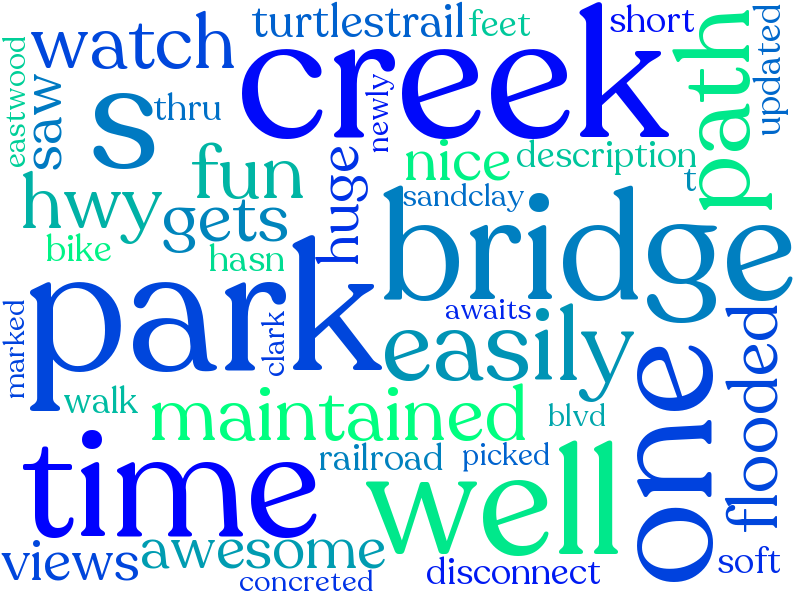 turtlestrail
feet
short
updated
eastwood
watch
creek
path
saw
s
thru
newly
nice
description
t
fun
huge
sandclay
hwy
gets
bridge
bike
hasn
park
clark
awaits
marked
easily
one
flooded
walk
maintained
blvd
time
railroad
picked
well
views
awesome
concreted
disconnect
soft